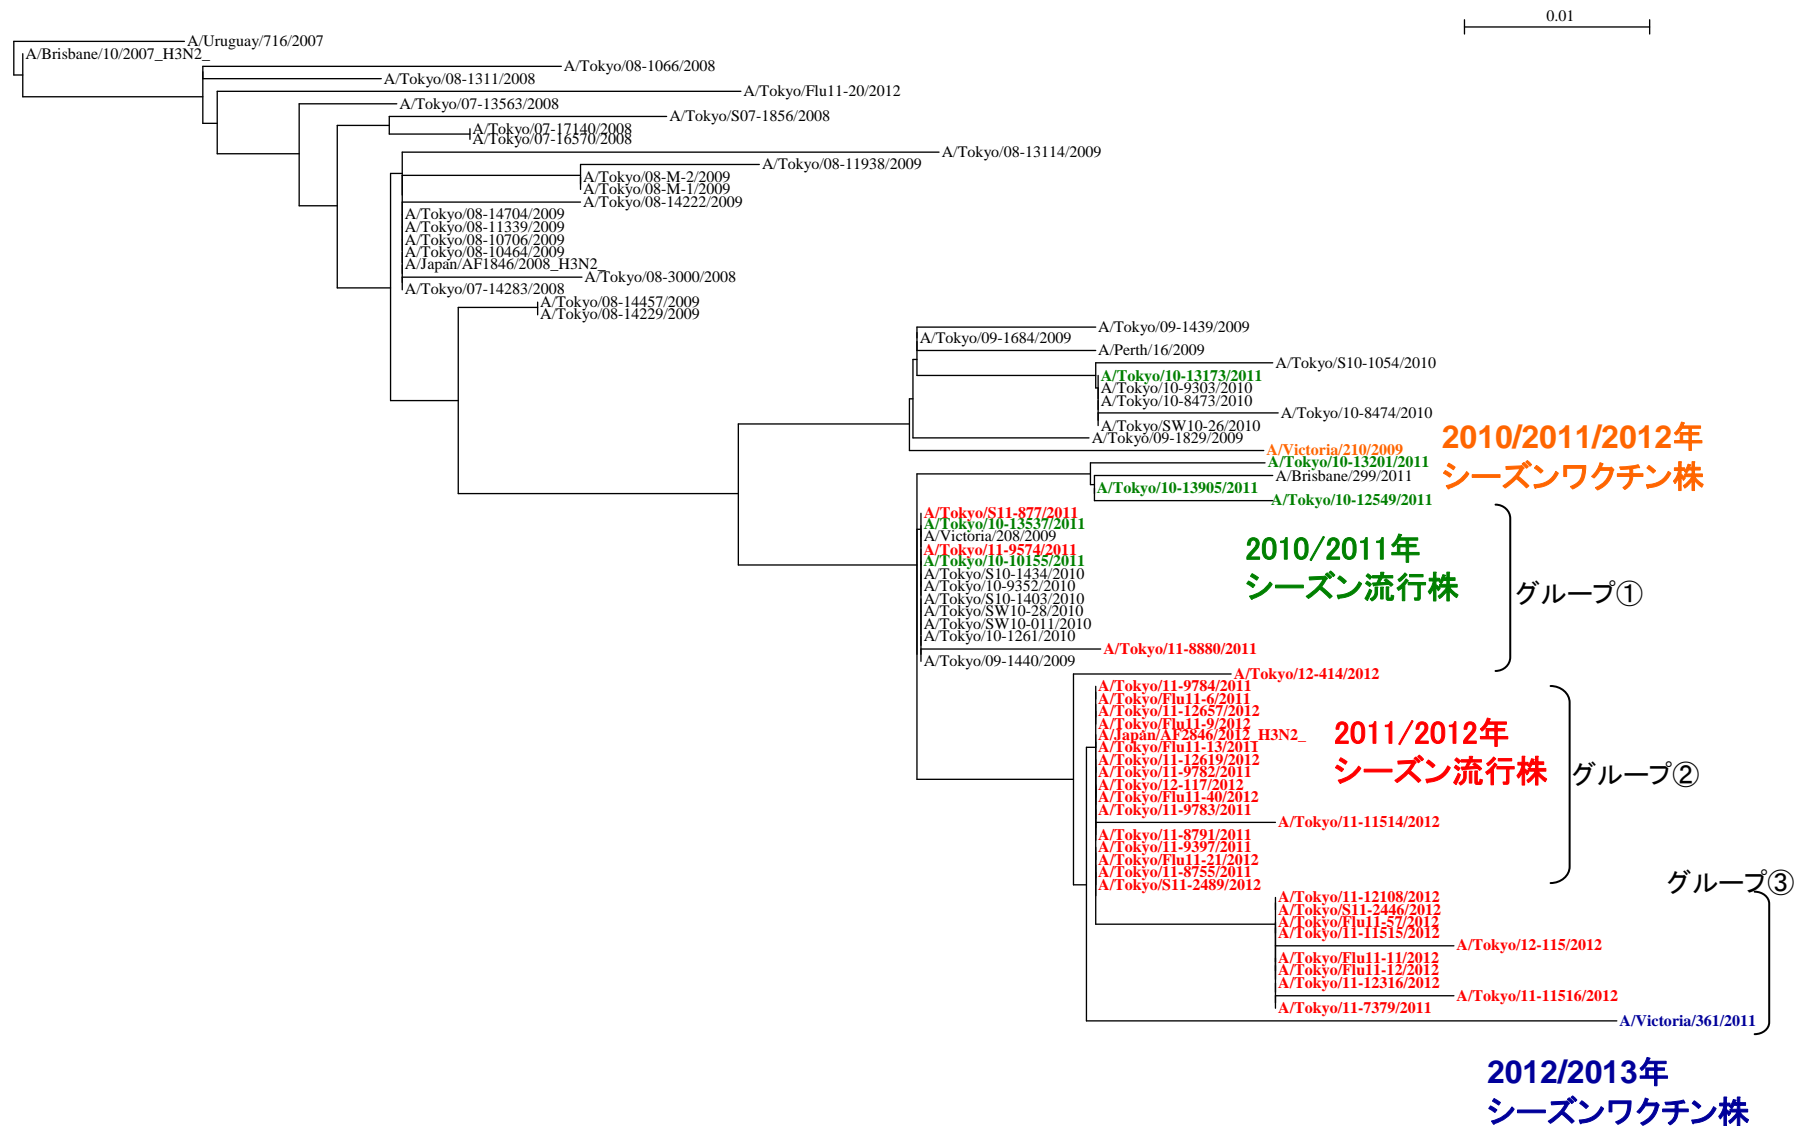 0.01
A/Uruguay/716/2007
A/Brisbane/10/2007_H3N2_
A/Tokyo/08-1066/2008
A/Tokyo/08-1311/2008
A/Tokyo/Flu11-20/2012
A/Tokyo/07-13563/2008
A/Tokyo/S07-1856/2008
A/Tokyo/07-17140/2008
A/Tokyo/07-16570/2008
A/Tokyo/08-13114/2009
A/Tokyo/08-11938/2009
A/Tokyo/08-M-2/2009
A/Tokyo/08-M-1/2009
A/Tokyo/08-14222/2009
A/Tokyo/08-14704/2009
A/Tokyo/08-11339/2009
A/Tokyo/08-10706/2009
A/Tokyo/08-10464/2009
A/Japan/AF1846/2008_H3N2_
A/Tokyo/08-3000/2008
A/Tokyo/07-14283/2008
A/Tokyo/08-14457/2009
A/Tokyo/08-14229/2009
A/Tokyo/09-1439/2009
A/Tokyo/09-1684/2009
A/Perth/16/2009
A/Tokyo/S10-1054/2010
A/Tokyo/10-13173/2011
A/Tokyo/10-9303/2010
A/Tokyo/10-8473/2010
A/Tokyo/10-8474/2010
A/Tokyo/SW10-26/2010
A/Tokyo/09-1829/2009
A/Victoria/210/2009
2010/2011/2012年
シーズンワクチン株
A/Tokyo/10-13201/2011
A/Brisbane/299/2011
A/Tokyo/10-13905/2011
A/Tokyo/10-12549/2011
A/Tokyo/S11-877/2011
A/Tokyo/10-13537/2011
A/Victoria/208/2009
A/Tokyo/11-9574/2011
A/Tokyo/10-10155/2011
A/Tokyo/S10-1434/2010
A/Tokyo/10-9352/2010
A/Tokyo/S10-1403/2010
A/Tokyo/SW10-28/2010
A/Tokyo/SW10-011/2010
A/Tokyo/10-1261/2010
A/Tokyo/11-8880/2011
A/Tokyo/09-1440/2009
2010/2011年
シーズン流行株
グループ①
A/Tokyo/12-414/2012
A/Tokyo/11-9784/2011
A/Tokyo/Flu11-6/2011
A/Tokyo/11-12657/2012
A/Tokyo/Flu11-9/2012
A/Japan/AF2846/2012_H3N2_
A/Tokyo/Flu11-13/2011
A/Tokyo/11-12619/2012
A/Tokyo/11-9782/2011
A/Tokyo/12-117/2012
A/Tokyo/Flu11-40/2012
A/Tokyo/11-9783/2011
A/Tokyo/11-11514/2012
A/Tokyo/11-8791/2011
A/Tokyo/11-9397/2011
A/Tokyo/Flu11-21/2012
A/Tokyo/11-8755/2011
A/Tokyo/S11-2489/2012
2011/2012年
シーズン流行株
グループ②
グループ③
A/Tokyo/11-12108/2012
A/Tokyo/S11-2446/2012
A/Tokyo/Flu11-57/2012
A/Tokyo/11-11515/2012
A/Tokyo/12-115/2012
A/Tokyo/Flu11-11/2012
A/Tokyo/Flu11-12/2012
A/Tokyo/11-12316/2012
A/Tokyo/11-11516/2012
A/Tokyo/11-7379/2011
A/Victoria/361/2011
2012/2013年
シーズンワクチン株